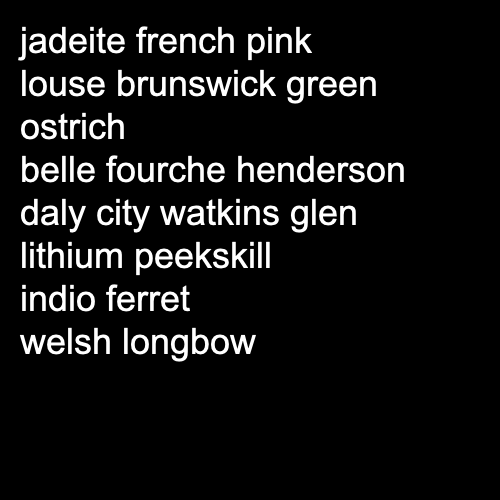 jadeite french pink
louse brunswick green
ostrich
belle fourche henderson
daly city watkins glen
lithium peekskill
indio ferret
welsh longbow